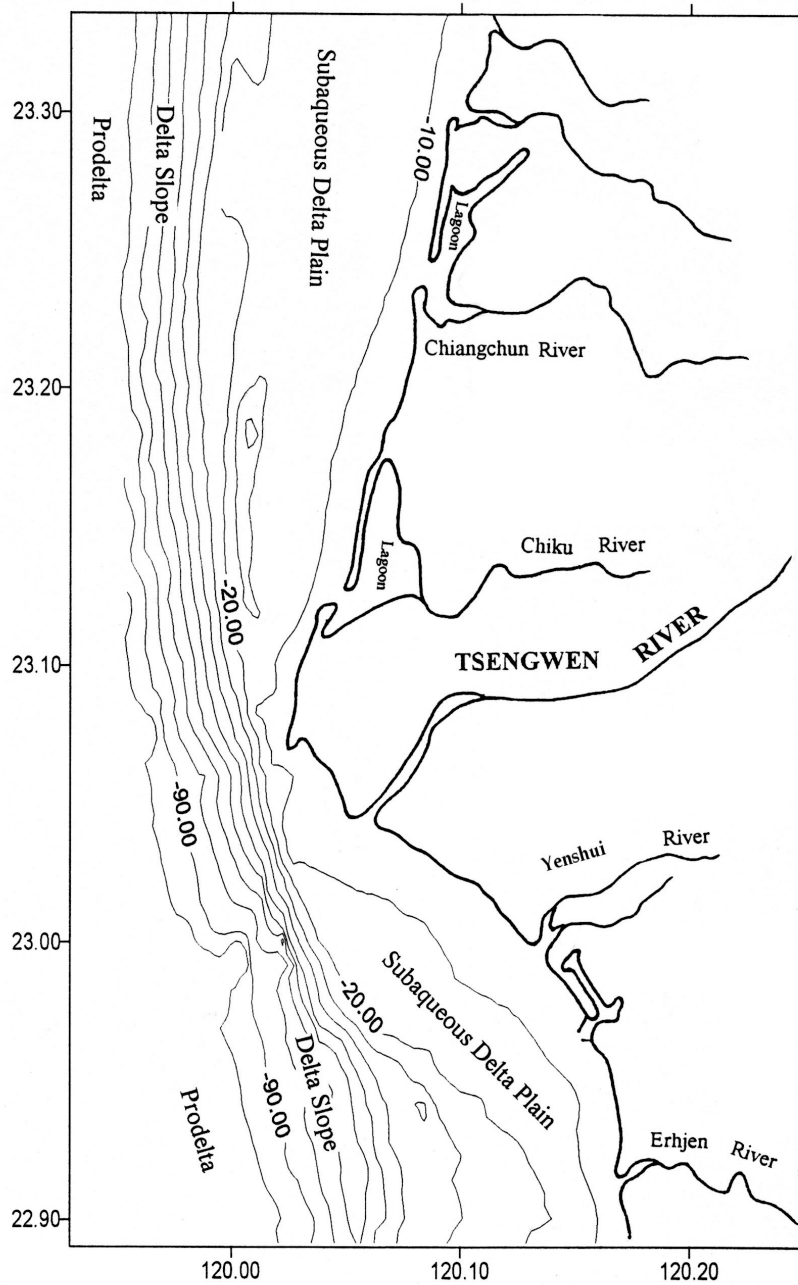 23.30
23.20
23.10
23.00
22.90
120.00
120.10
120.20
Prodelta
Delta Slope
Subaqueous Delta Plain
-10.00
Lagoon
Chiangchun River
Lagoon
Chiku River
-20.00
TSENGWEN RIVER
-90.00
Yenshui River
-20.00
Subaqueous Delta Plain
Delta Slope
-90.00
Prodelta
Erhjen River